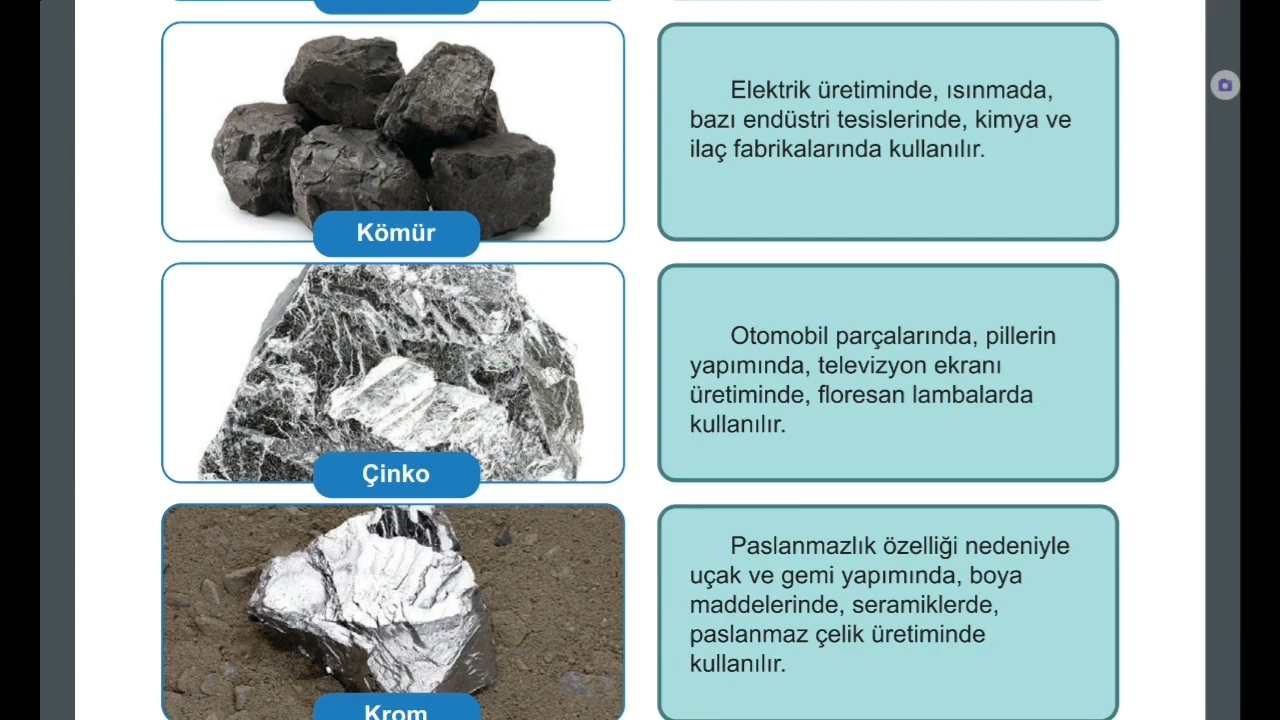 Elektrik üretiminde, ısınmada,
bazı endüstri tesislerinde, kimya ve
ilaç fabrikalarında kullanılır.
Kömür
Otomobil parçalarında, pillerin
yapımında, televizyon ekranı
üretiminde, floresan lambalarda
kullanılır.
Çinko
Paslanmazlık özelliği nedeniyle
uçak ve gemi yapımında, boya
maddelerinde, seramiklerde,
paslanmaz çelik üretiminde
kullanılır.
Krom